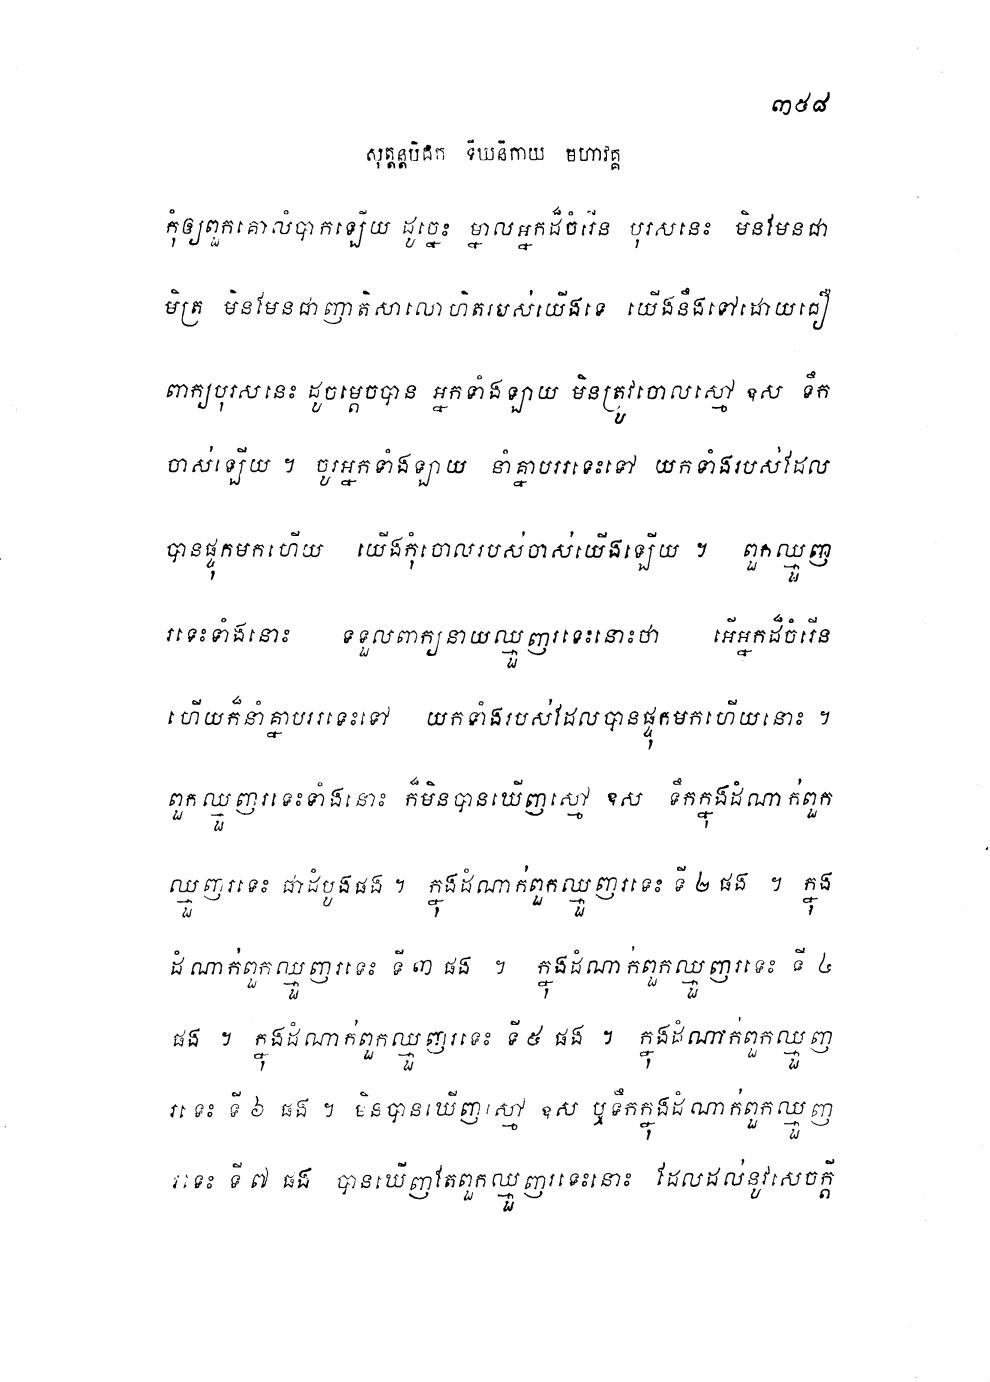 ៣៥៨
សុត្តន្តបិដក ទីឃនិកាយ មហាវគ្គ
កុំឲ្យពួកគោលំបាកឡើយ ដូច្នេះ ម្នាលអ្នកដ៏ចំរើន បុរសនេះ មិនមែនជា
មិត្រ មិនមែនជាញាតិសាលោហិតរបស់យើងទេ យើងនឹងទៅដោយជឿ
ពាក្យបុរសនេះ ដូចម្តេចបាន អ្នកទាំងឡាយ មិនត្រូវចោលស្មៅ ឧស ទឹក
ចាស់ឡើយ ។ ចូរអ្នកទាំងឡាយ នាំគ្នាបររទេះទៅ យកទាំងរបស់ដែល
បានផ្ទុកមកហើយ យើងកុំចោលរបស់ចាស់យើងឡើយ ។ ពួកឈ្មួញ
រទេះទាំងនោះ ទទួលពាក្យនាយឈ្មួញរទេះនោះថា អើអ្នកដ៏ចំរើន
ហើយក៏នាំគ្នាបររទេះទៅ យកទាំងរបស់ដែលបានផ្ទុកមកហើយនោះ ។
ពួកឈ្មួញរទេះទាំងនោះ ក៏មិនបានឃើញស្មៅ ឧស ទឹកក្នុងដំណាក់ពួក
ឈ្មួញរទេះ ជាដំបូងផង ។ ក្នុងដំណាក់ពួកឈ្មួញរទេះ ទី ២ ផង ។ ក្នុង
ដំណាក់ពួកឈ្មួញរទេះ ទី ៣ ផង ។ ក្នុងដំណាក់ពួកឈ្មួញរទេះ ទី ៤
ផង ។ ក្នុងដំណាក់ពួកឈ្មួញរទេះ ទី ៥ ផង ។ ក្នុងដំណាក់ពួកឈ្មួញ
រទេះ ទី ៦ ផង ។ មិនបានឃើញស្មៅ ឧស ឬទឹកក្នុងដំណាក់ពួកឈ្មួញ
រទេះ ទី ៧ ផង បានឃើញតែពួកឈ្មួញរទេះនោះ ដែលដល់នូវសេចក្តី